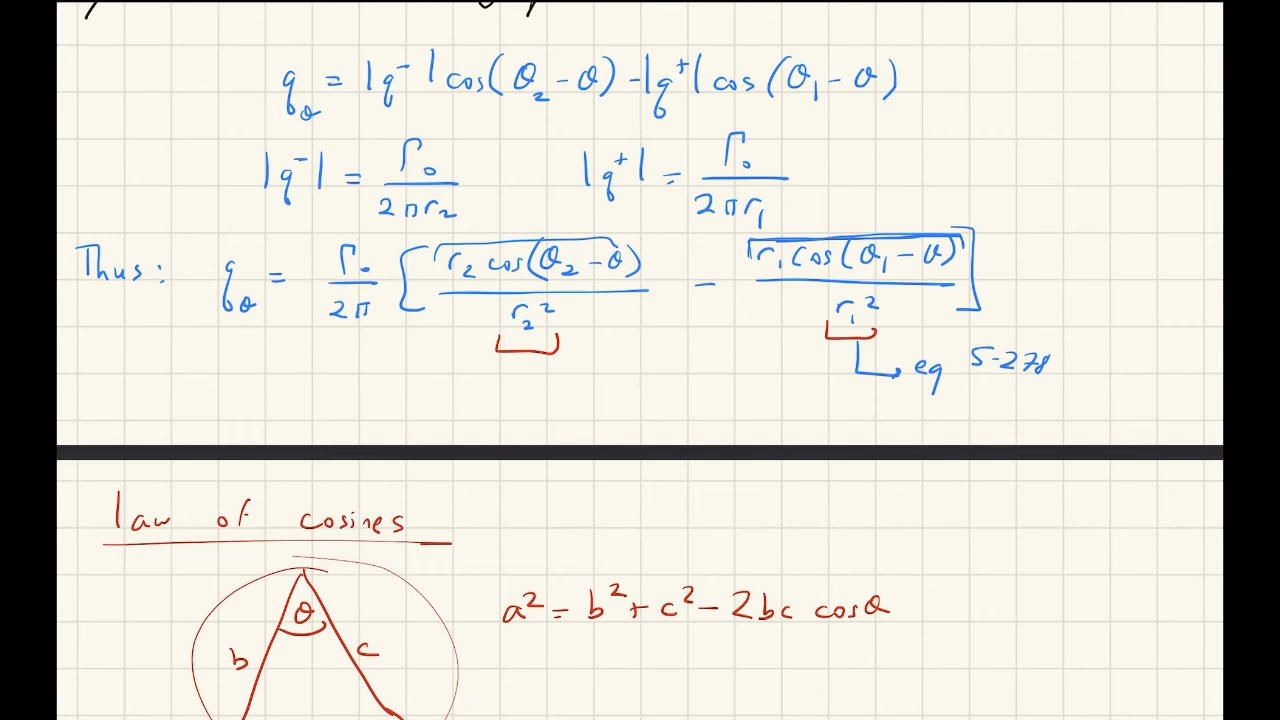 q_θ = |q⁻| cos(θ₂ - θ) - |q⁺| cos(θ₁ - θ)
|q⁻| = Γ₀ / 2πr₂    |q⁺| = Γ₀ / 2πr₁
Thus: q_θ = Γ₀ / 2π [ r₂ cos(θ₂ - θ) / r₂² - r₁ cos(θ₁ - θ) / r₁² ]
eq 5-278
law of cosines
a² = b² + c² - 2bc cosθ
θ
b c